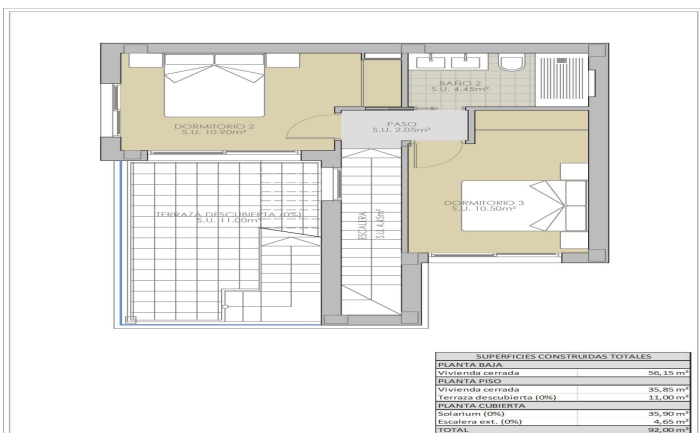 BAÑO 2
S.U. 4.45m²
DORMITORIO 2
S.U. 10.90m²
PASO
S.U. 2.05m²
DORMITORIO 3
S.U. 10.50m²
TERRAZA DESCUBIERTA (0%)
S.U. 11.00m²
ESCALERA
S.U. 4.45m²
SUPERFICIES CONSTRUIDAS TOTALES
PLANTA BAJA
Vivienda cerrada 56,15 m²
PLANTA PISO
Vivienda cerrada 35,85 m²
Terraza descubierta (0%) 11,00 m²
PLANTA CUBIERTA
Solarium (0%) 35,90 m²
Escalera ext. (0%) 4,65 m²
TOTAL 92,00 m²